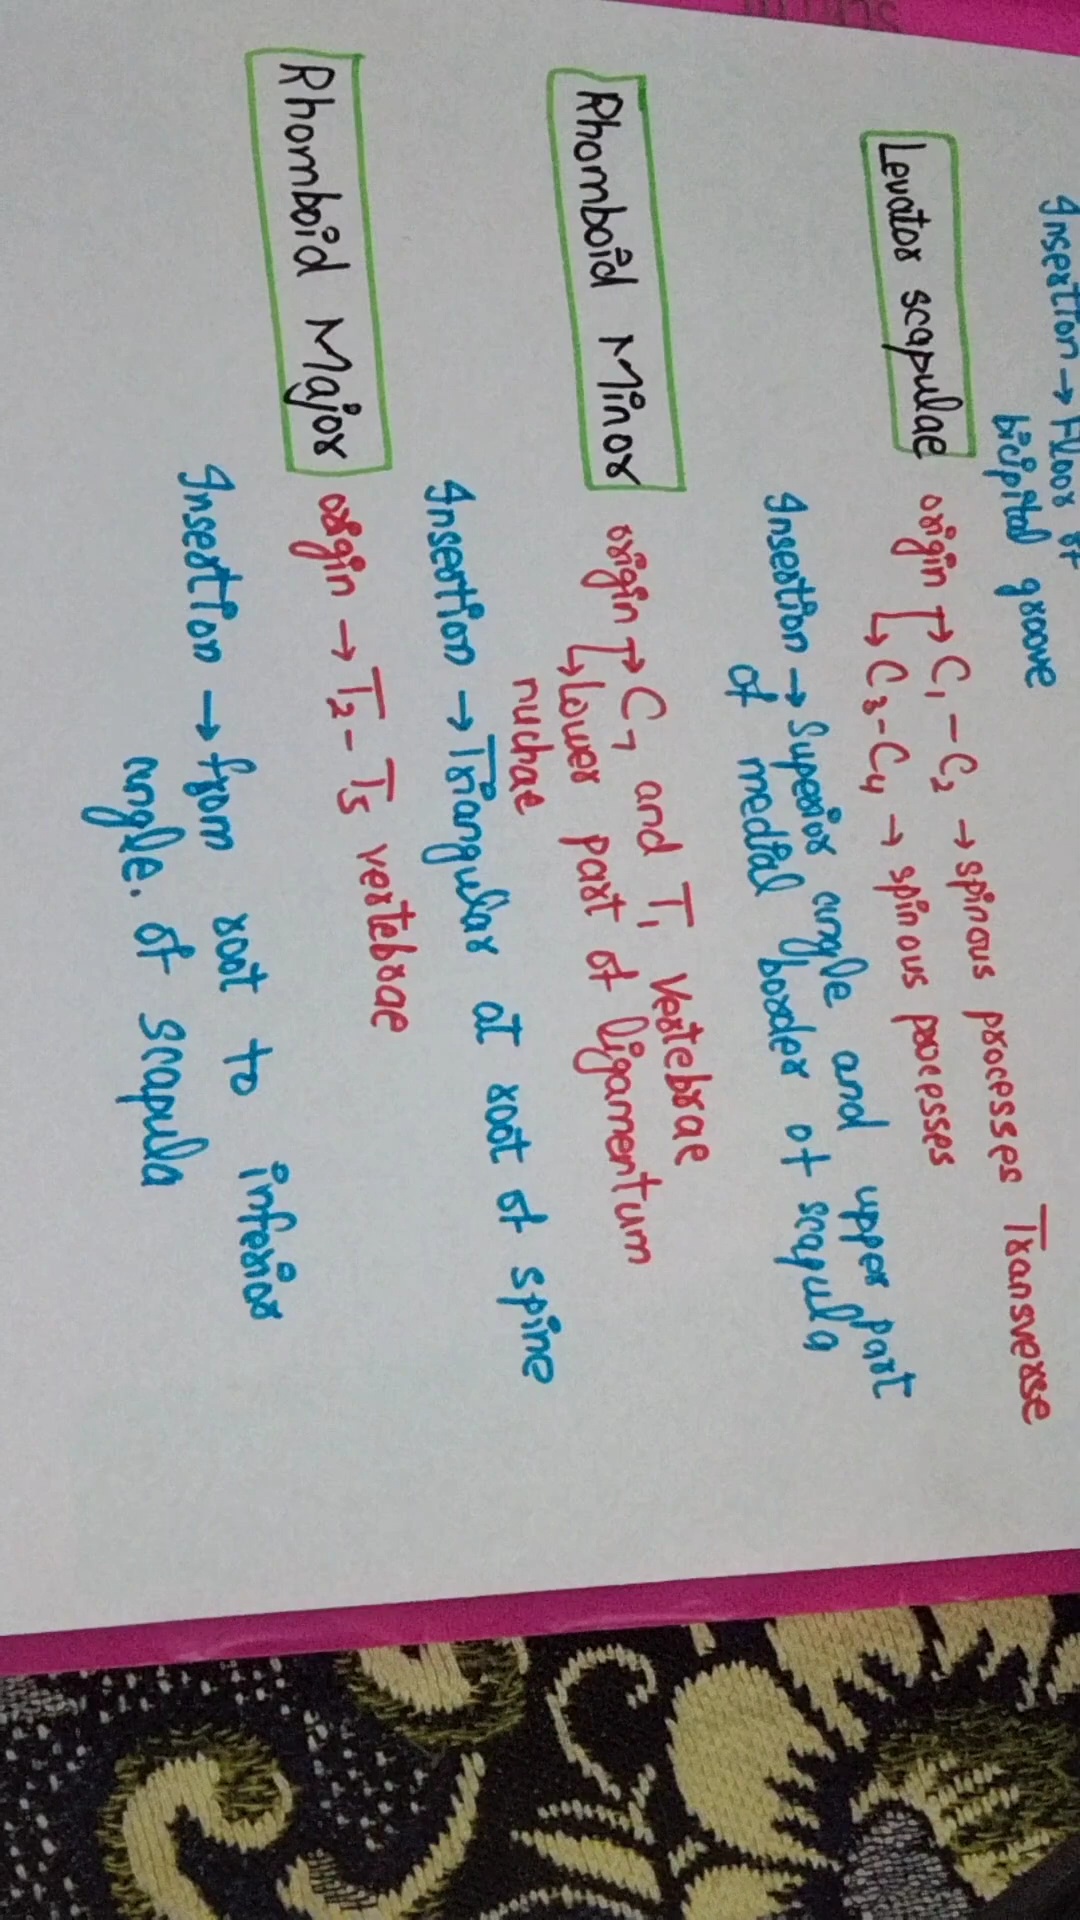 Insertion → Floor of
bicipital groove
Levator scapulae
origin → C1 - C2 → spinous processes Transverse
→ C3 - C4 → spinous processes
Insertion → Superior angle and upper part
of medial border of scapula
Rhomboid Minor
origin → C7 and T1 vertebrae
→ lower part of ligamentum
nuchae
Insertion → Triangular at root of spine
Rhomboid Major
origin → T2 - T5 vertebrae
Insertion → from root to inferior
angle. of scapula